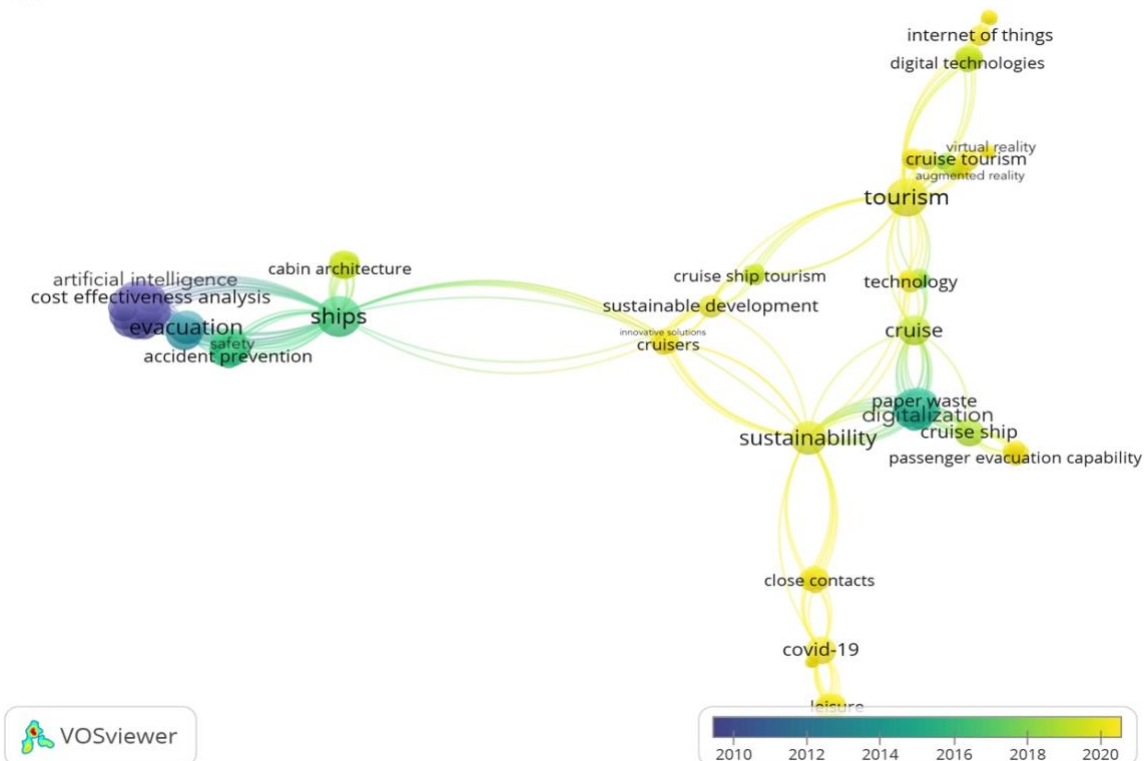 internet of things
digital technologies
virtual reality
cruise tourism
augmented reality
tourism
cabin architecture
cruise ship tourism
technology
artificial intelligence
cost effectiveness analysis
sustainable development
ships
evacuation
innovative solutions
cruise
safety
cruisers
accident prevention
paper waste
digitalization
cruise ship
sustainability
passenger evacuation capability
close contacts
covid-19
leisure
VOSviewer
2010 2012 2014 2016 2018 2020